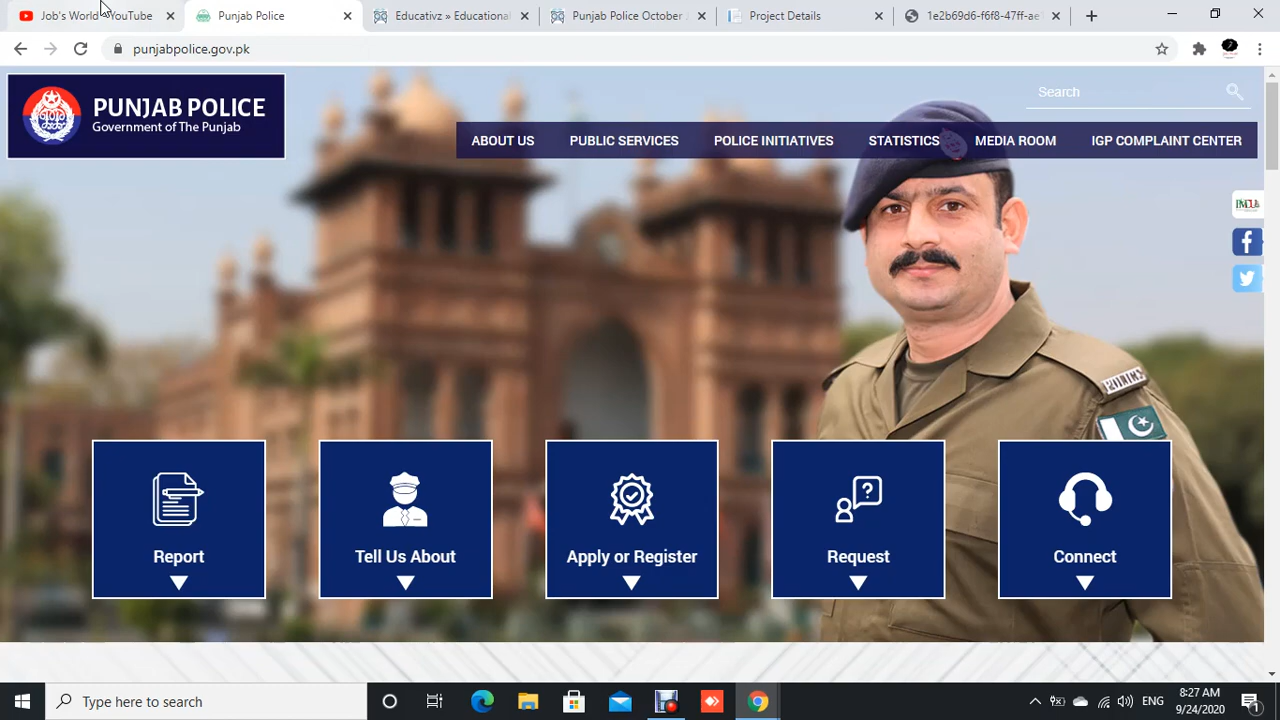 Job's World - YouTube
Punjab Police
Educativz » Educational
Punjab Police October
Project Details
1e2b69d6-f6f8-47ff-ae
punjabpolice.gov.pk
PUNJAB POLICE
Government of The Punjab
Search
ABOUT US PUBLIC SERVICES POLICE INITIATIVES STATISTICS MEDIA ROOM IGP COMPLAINT CENTER
Report
Tell Us About
Apply or Register
Request
Connect
Type here to search
ENG
8:27 AM
9/24/2020
1